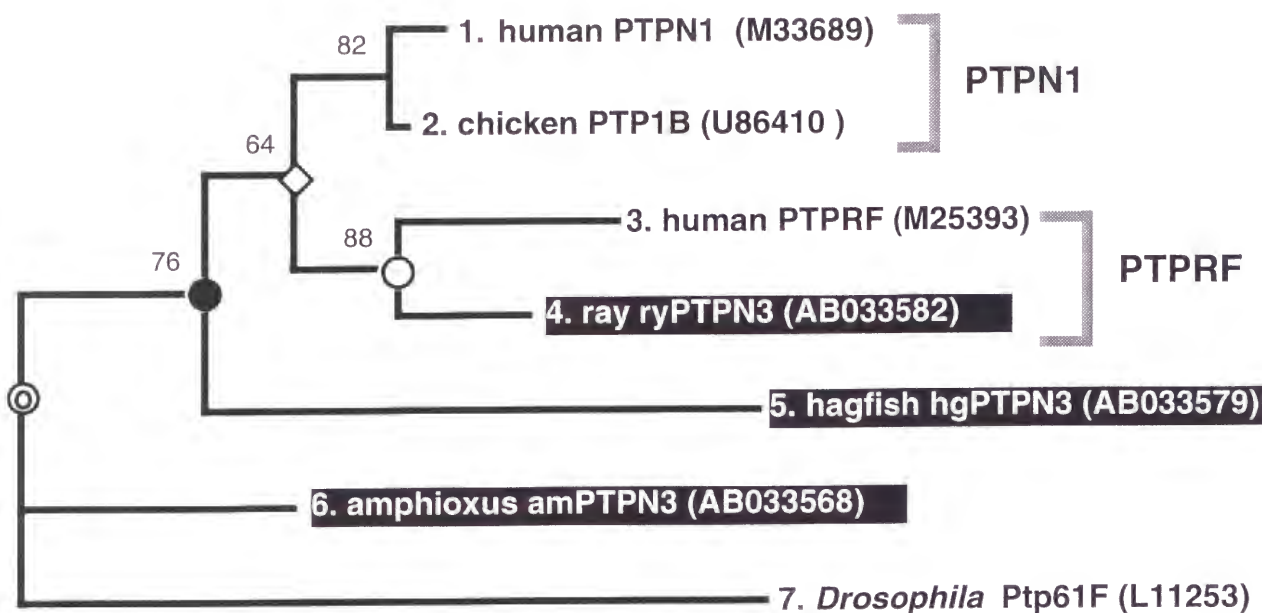 1. human PTPN1 (M33689)
82
PTPN1
2. chicken PTP1B (U86410 )
64
3. human PTPRF (M25393)
88
76
PTPRF
4. ray ryPTPN3 (AB033582)
5. hagfish hgPTPN3 (AB033579)
6. amphioxus amPTPN3 (AB033568)
7. Drosophila Ptp61F (L11253)